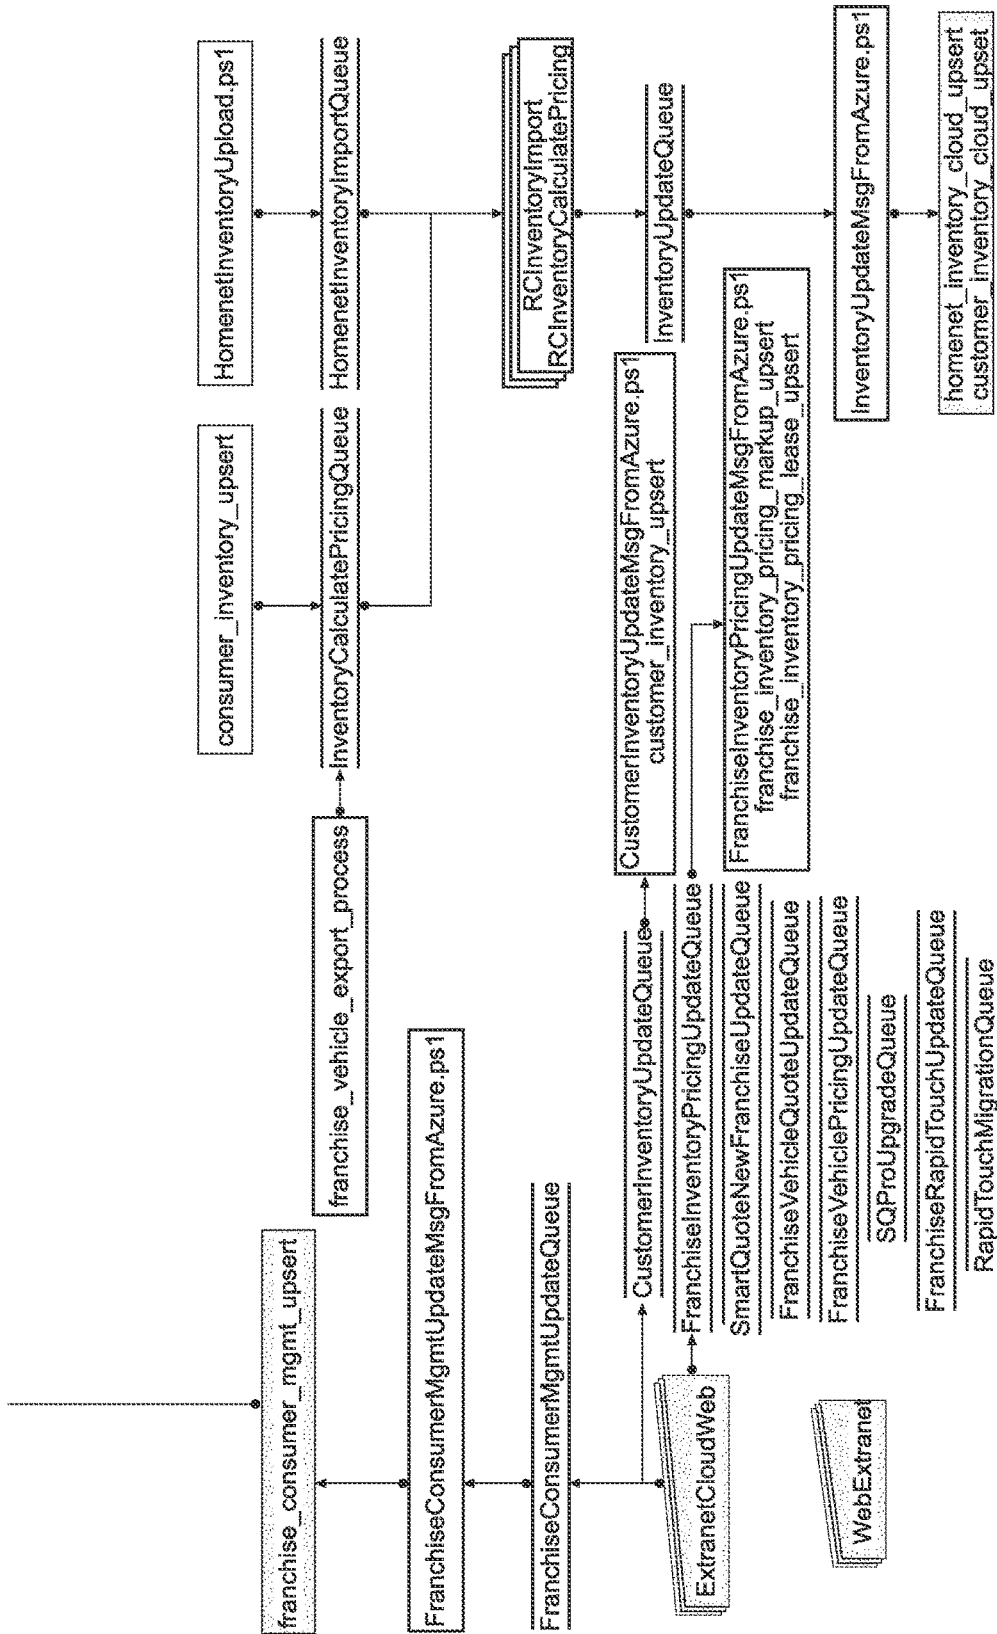 franchise_consumer_mgmt_upsert
FranchiseConsumerMgmtUpdateMsgFromAzure.ps1
FranchiseConsumerMgmtUpdateQueue
ExtranetCloudWeb
WebExtranet
franchise_vehicle_export_process
CustomerInventoryUpdateQueue
FranchiseInventoryPricingUpdateQueue
SmartQuoteNewFranchiseUpdateQueue
FranchiseVehicleQuoteUpdateQueue
FranchiseVehiclePricingUpdateQueue
SQProUpgradeQueue
FranchiseRapidTouchUpdateQueue
RapidTouchMigrationQueue
consumer_inventory_upsert
InventoryCalculatePricingQueue
CustomerInventoryUpdateMsgFromAzure.ps1
customer_inventory_upsert
FranchiseInventoryPricingUpdateMsgFromAzure.ps1
franchise_inventory_pricing_markup_upsert
franchise_inventory_pricing_lease_upsert
HomenetInventoryUpload.ps1
HomenetInventoryImportQueue
RCInventoryImport
RCInventoryCalculatePricing
InventoryUpdateQueue
InventoryUpdateMsgFromAzure.ps1
homenet_inventory_cloud_upsert
customer_inventory_cloud_upset